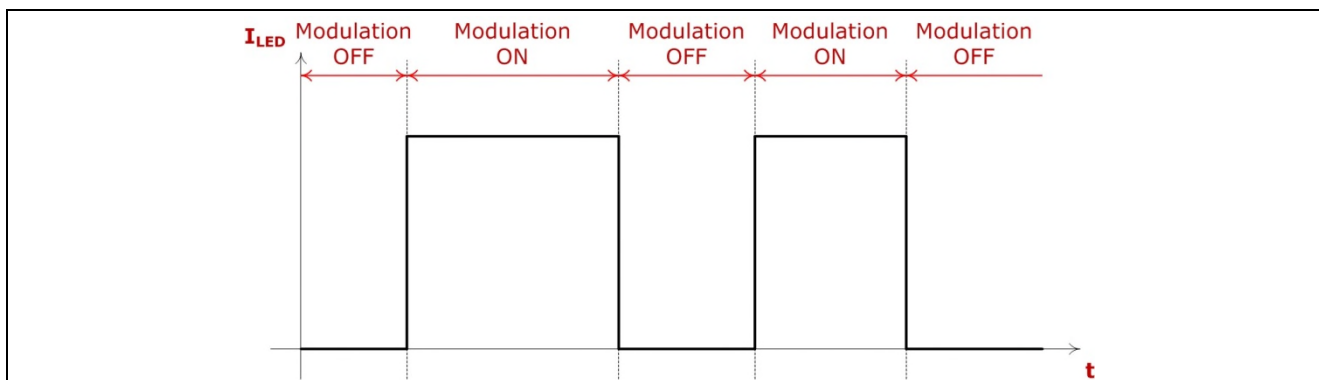 I_LED
Modulation
OFF
Modulation
ON
Modulation
OFF
Modulation
ON
Modulation
OFF
t